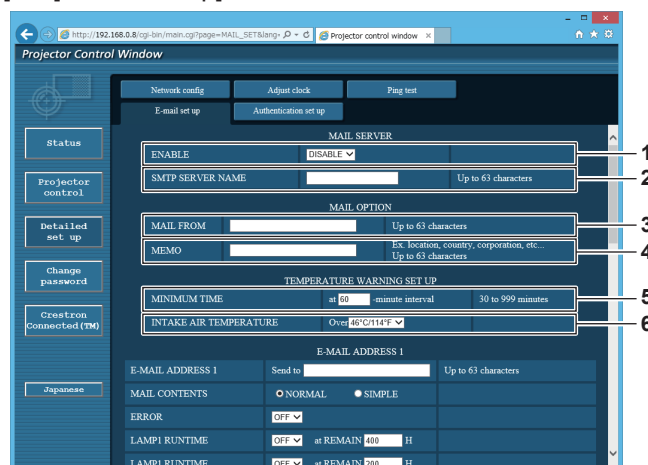 http://192.168.0.8/cgi-bin/main.cgi?page=MAIL_SET&lang=
Projector control window
Projector Control Window
Network config
Adjust clock
Ping test
E-mail set up
Authentication set up
Status
Projector control
Detailed set up
Change password
Crestron Connected(TM)
Japanese
MAIL SERVER
ENABLE DISABLE 1
SMTP SERVER NAME Up to 63 characters 2
MAIL OPTION
MAIL FROM Up to 63 characters 3
MEMO Ex. location, country, corporation, etc... 4
Up to 63 characters
TEMPERATURE WARNING SET UP
MINIMUM TIME at 60 -minute interval 30 to 999 minutes 5
INTAKE AIR TEMPERATURE Over 46°C/114°F 6
E-MAIL ADDRESS 1
E-MAIL ADDRESS 1 Send to Up to 63 characters
MAIL CONTENTS NORMAL SIMPLE
ERROR OFF
LAMP1 RUNTIME OFF at REMAIN 400 H
LAMP1 RUNTIME OFF at REMAIN 200 H